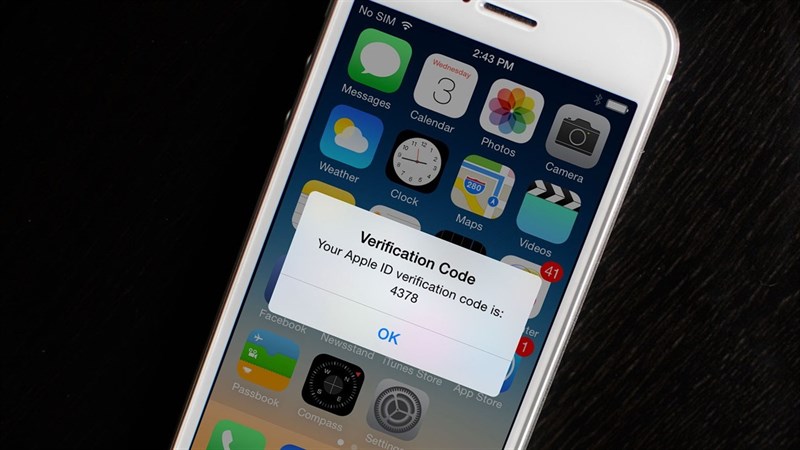 No SIM
2:43 PM
Messages
Wednesday
3
Calendar
Photos
Camera
Weather
Clock
280
Maps
Videos
41
Verification Code
Your Apple ID verification code is:
4378
OK
1
Facebook
Newsstand
iTunes Store
App Store
Passbook
Compass
Settings